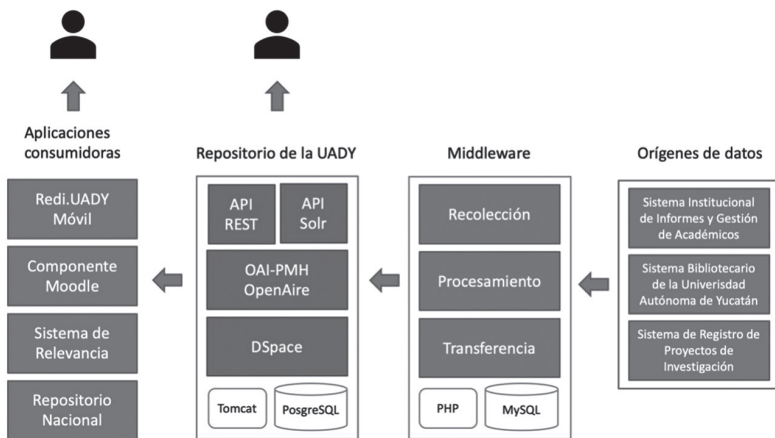 Aplicaciones
consumidoras
Redi.UADY
Móvil
Componente
Moodle
Sistema de
Relevancia
Repositorio
Nacional
Repositorio de la UADY
API
REST
API
Solr
OAI-PMH
OpenAire
DSpace
Tomcat
PosgreSQL
Middleware
Recolección
Procesamiento
Transferencia
PHP
MySQL
Orígenes de datos
Sistema Institucional
de Informes y Gestión
de Académicos
Sistema Bibliotecario
de la Univerisdad
Autónoma de Yucatán
Sistema de Registro de
Proyectos de
Investigación